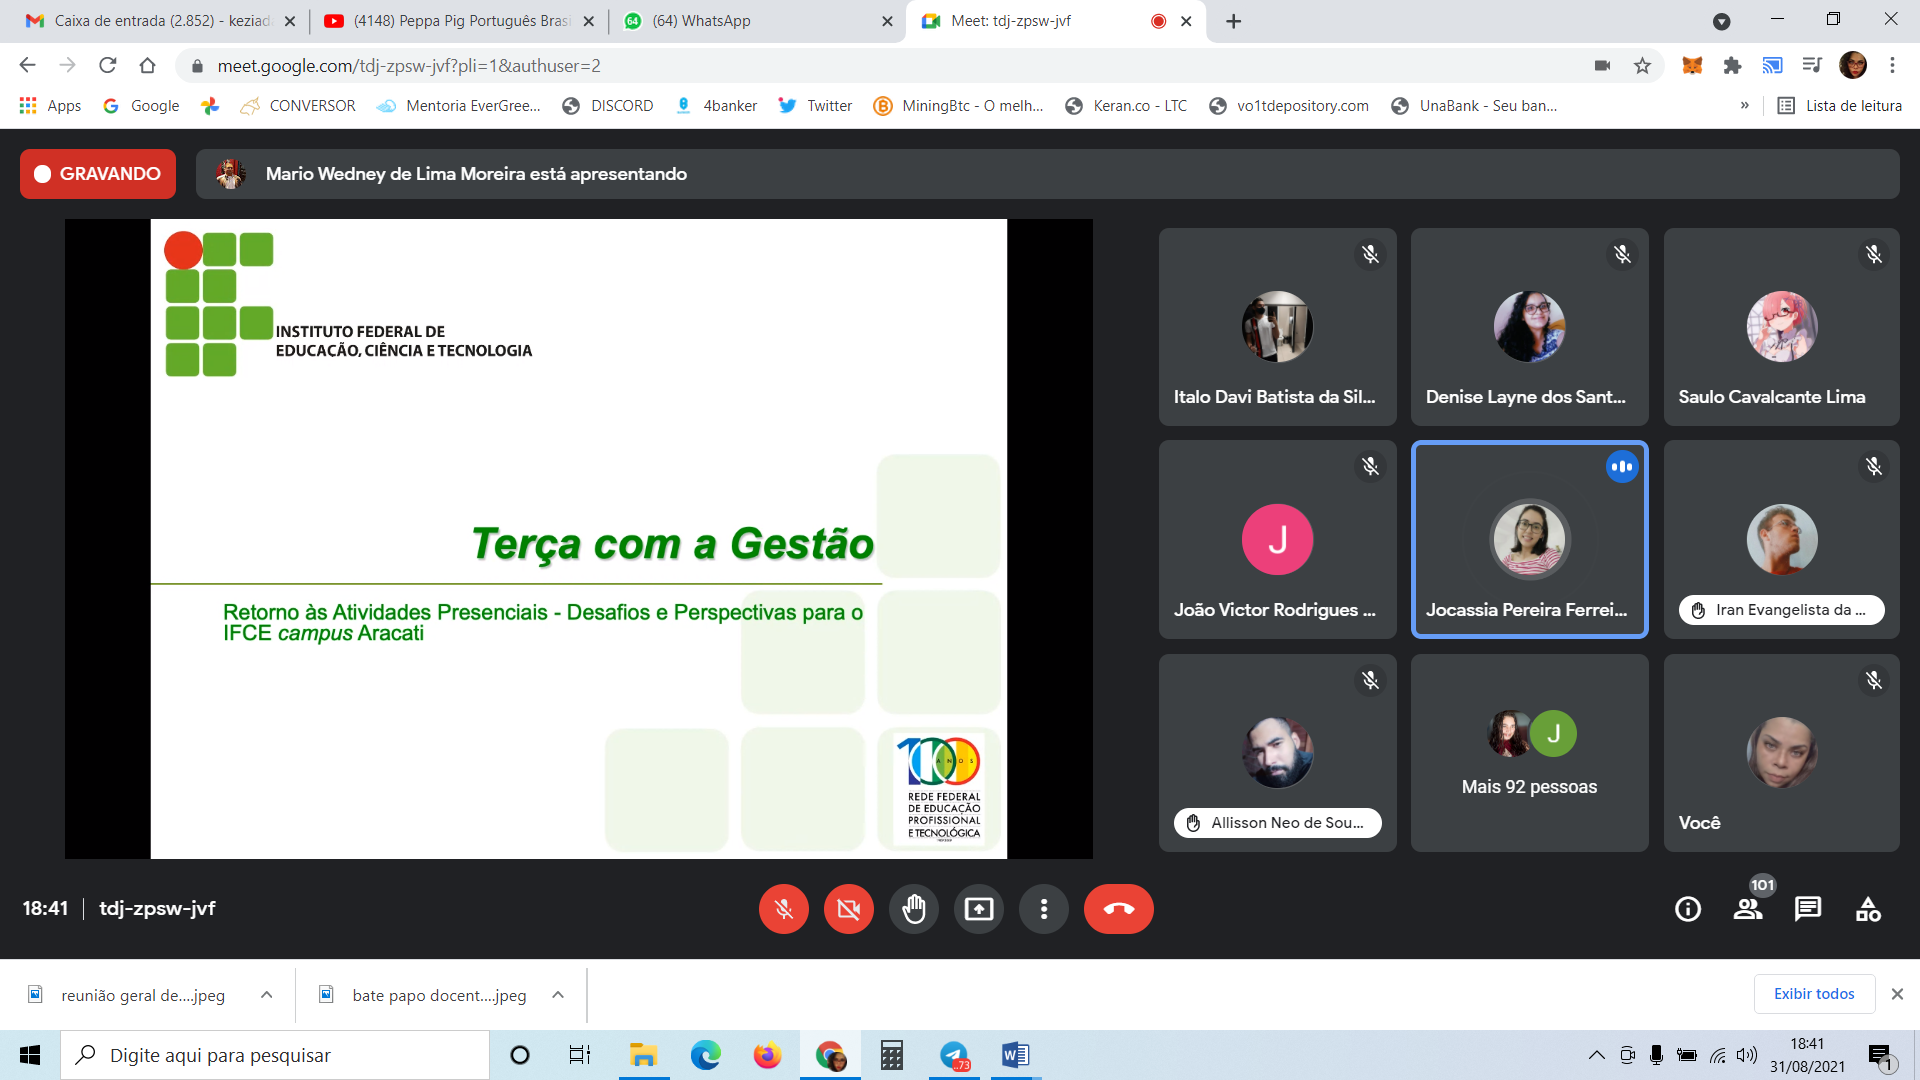 Caixa de entrada (2.852) - keziad
(4148) Peppa Pig Português Brasi
(64) WhatsApp
Meet: tdj-zpsw-jvf
meet.google.com/tdj-zpsw-jvf?pli=1&authuser=2
Apps
Google
CONVERSOR
Mentoria EverGree...
DISCORD
4banker
Twitter
MiningBtc - O melh...
Keran.co - LTC
vo1tdepository.com
UnaBank - Seu ban...
»
Lista de leitura
GRAVANDO
Mario Wedney de Lima Moreira está apresentando
INSTITUTO FEDERAL DE
EDUCAÇÃO, CIÊNCIA E TECNOLOGIA
Terça com a Gestão
Retorno às Atividades Presenciais - Desafios e Perspectivas para o
IFCE campus Aracati
100
ANOS
REDE FEDERAL
DE EDUCAÇÃO
PROFISSIONAL
E TECNOLÓGICA
Italo Davi Batista da Sil...
Denise Layne dos Sant...
Saulo Cavalcante Lima
J
João Victor Rodrigues ...
Jocassia Pereira Ferrei...
Iran Evangelista da ...
Allisson Neo de Sou...
J
Mais 92 pessoas
Você
18:41
tdj-zpsw-jvf
101
reunião geral de....jpeg
bate papo docent....jpeg
Exibir todos
Digite aqui para pesquisar
..73
18:41
31/08/2021
1